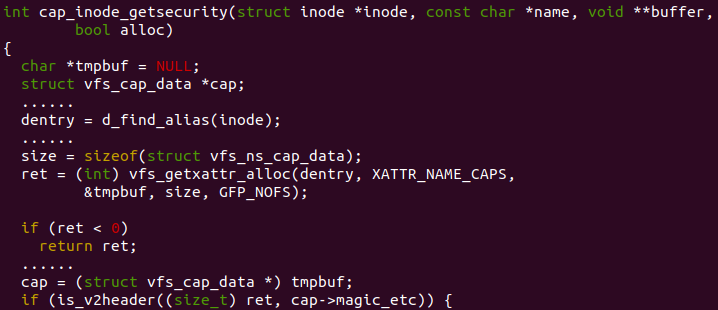 int cap_inode_getsecurity(struct inode *inode, const char *name, void **buffer,
        bool alloc)
{
  char *tmpbuf = NULL;
  struct vfs_cap_data *cap;
  ......
  dentry = d_find_alias(inode);
  ......
  size = sizeof(struct vfs_ns_cap_data);
  ret = (int) vfs_getxattr_alloc(dentry, XATTR_NAME_CAPS,
         &tmpbuf, size, GFP_NOFS);

  if (ret < 0)
    return ret;
  ......
  cap = (struct vfs_cap_data *) tmpbuf;
  if (is_v2header((size_t) ret, cap->magic_etc)) {